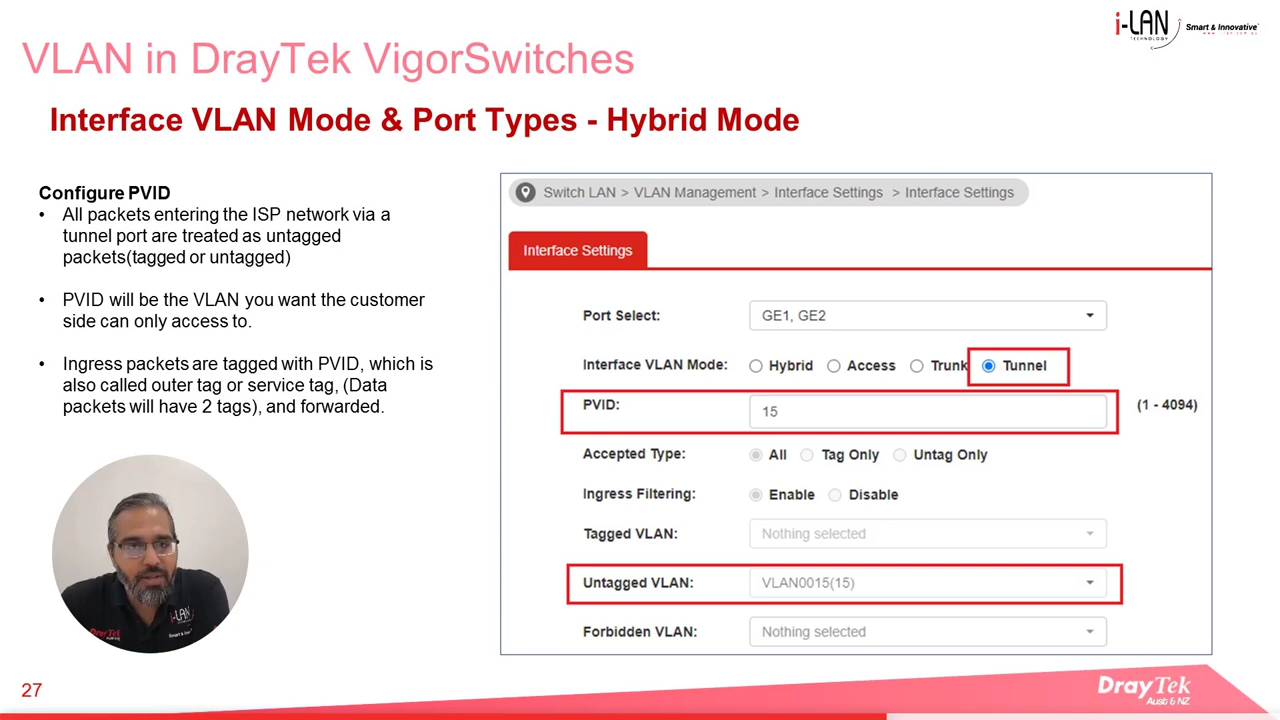 i-LAN
TECHNOLOGY
Smart & Innovative
VLAN in DrayTek VigorSwitches
Interface VLAN Mode & Port Types - Hybrid Mode
Configure PVID
• All packets entering the ISP network via a
tunnel port are treated as untagged
packets(tagged or untagged)
• PVID will be the VLAN you want the customer
side can only access to.
• Ingress packets are tagged with PVID, which is
also called outer tag or service tag, (Data
packets will have 2 tags), and forwarded.
Switch LAN > VLAN Management > Interface Settings > Interface Settings
Interface Settings
Port Select: GE1, GE2
Interface VLAN Mode: Hybrid Access Trunk Tunnel
PVID: 15 (1 - 4094)
Accepted Type: All Tag Only Untag Only
Ingress Filtering: Enable Disable
Tagged VLAN: Nothing selected
Untagged VLAN: VLAN0015(15)
Forbidden VLAN: Nothing selected
i-LAN
DrayTek
27
DrayTek
Aust & NZ